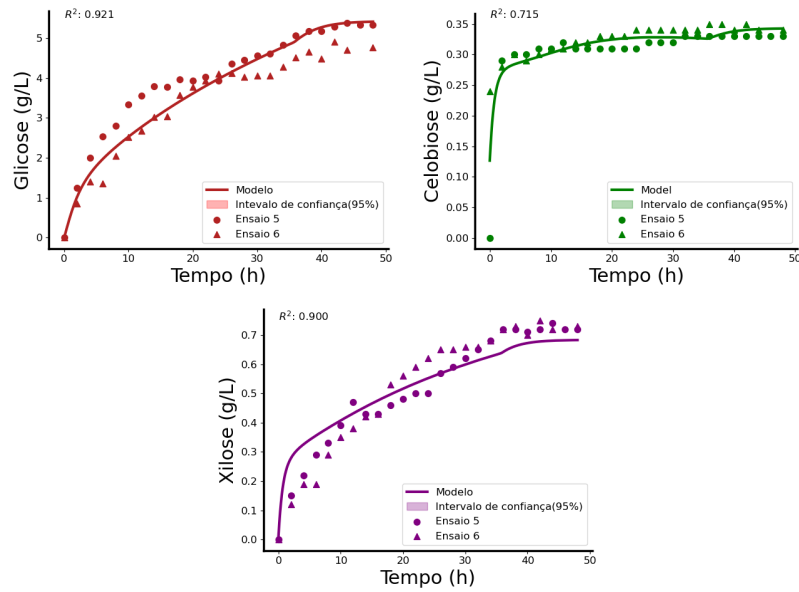 R²: 0.921
Glicose (g/L)
5
4
3
2
1
0
Modelo
Intevalo de confiança(95%)
Ensaio 5
Ensaio 6
0 10 20 30 40 50
Tempo (h)
R²: 0.715
Celobiose (g/L)
0.35
0.30
0.25
0.20
0.15
0.10
0.05
0.00
Model
Intervalo de confiança(95%)
Ensaio 5
Ensaio 6
0 10 20 30 40 50
Tempo (h)
R²: 0.900
Xilose (g/L)
0.7
0.6
0.5
0.4
0.3
0.2
0.1
0.0
Modelo
Intervalo de confiança(95%)
Ensaio 5
Ensaio 6
0 10 20 30 40 50
Tempo (h)